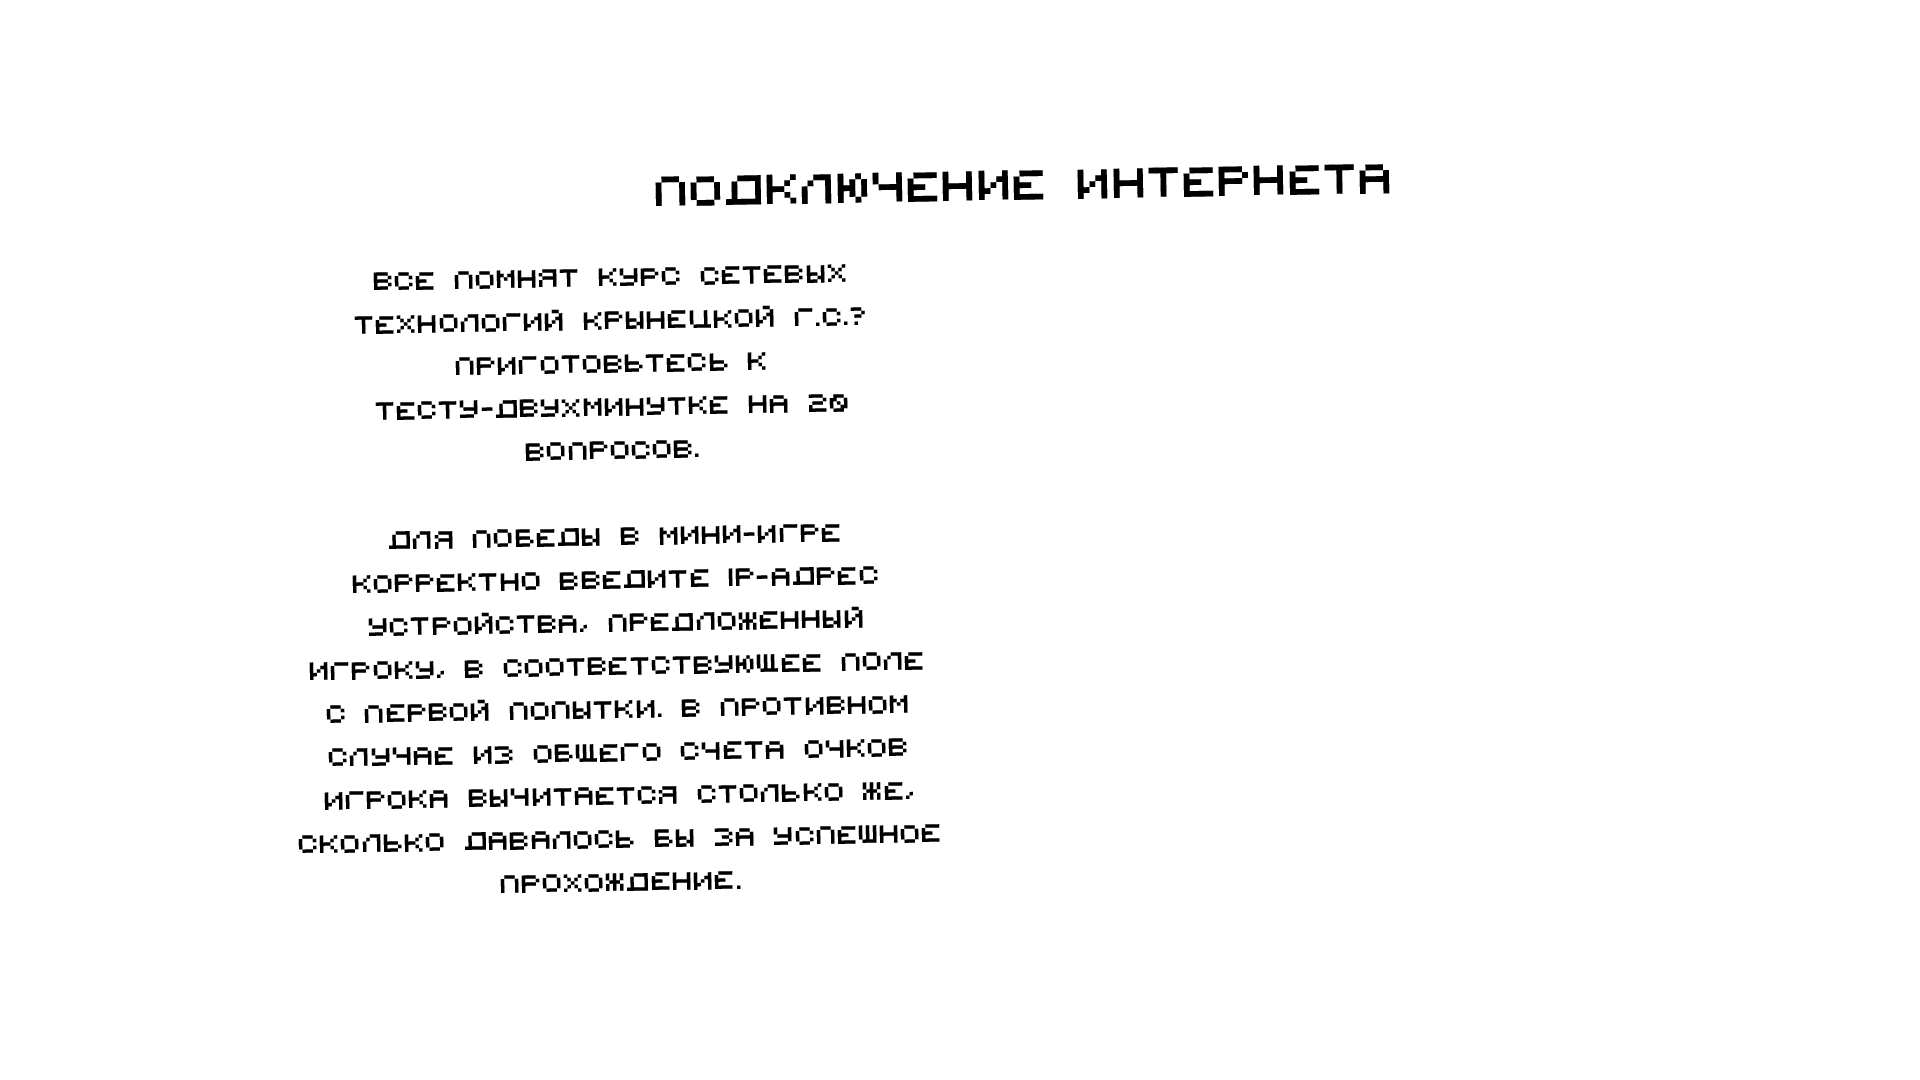 ПОДКЛЮЧЕНИЕ ИНТЕРНЕТА
ВСЕ ПОМНЯТ КУРС СЕТЕВЫХ
ТЕХНОЛОГИЙ КРЫНЕЦКОЙ Г.С.?
ПРИГОТОВЬТЕСЬ К
ТЕСТУ-ДВУХМИНУТКЕ НА 20
ВОПРОСОВ.
ДЛЯ ПОБЕДЫ В МИНИ-ИГРЕ
КОРРЕКТНО ВВЕДИТЕ IP-АДРЕС
УСТРОЙСТВА, ПРЕДЛОЖЕННЫЙ
ИГРОКУ, В СООТВЕТСТВУЮЩЕЕ ПОЛЕ
С ПЕРВОЙ ПОПЫТКИ. В ПРОТИВНОМ
СЛУЧАЕ ИЗ ОБЩЕГО СЧЕТА ОЧКОВ
ИГРОКА ВЫЧИТАЕТСЯ СТОЛЬКО ЖЕ,
СКОЛЬКО ДАВАЛОСЬ БЫ ЗА УСПЕШНОЕ
ПРОХОЖДЕНИЕ.